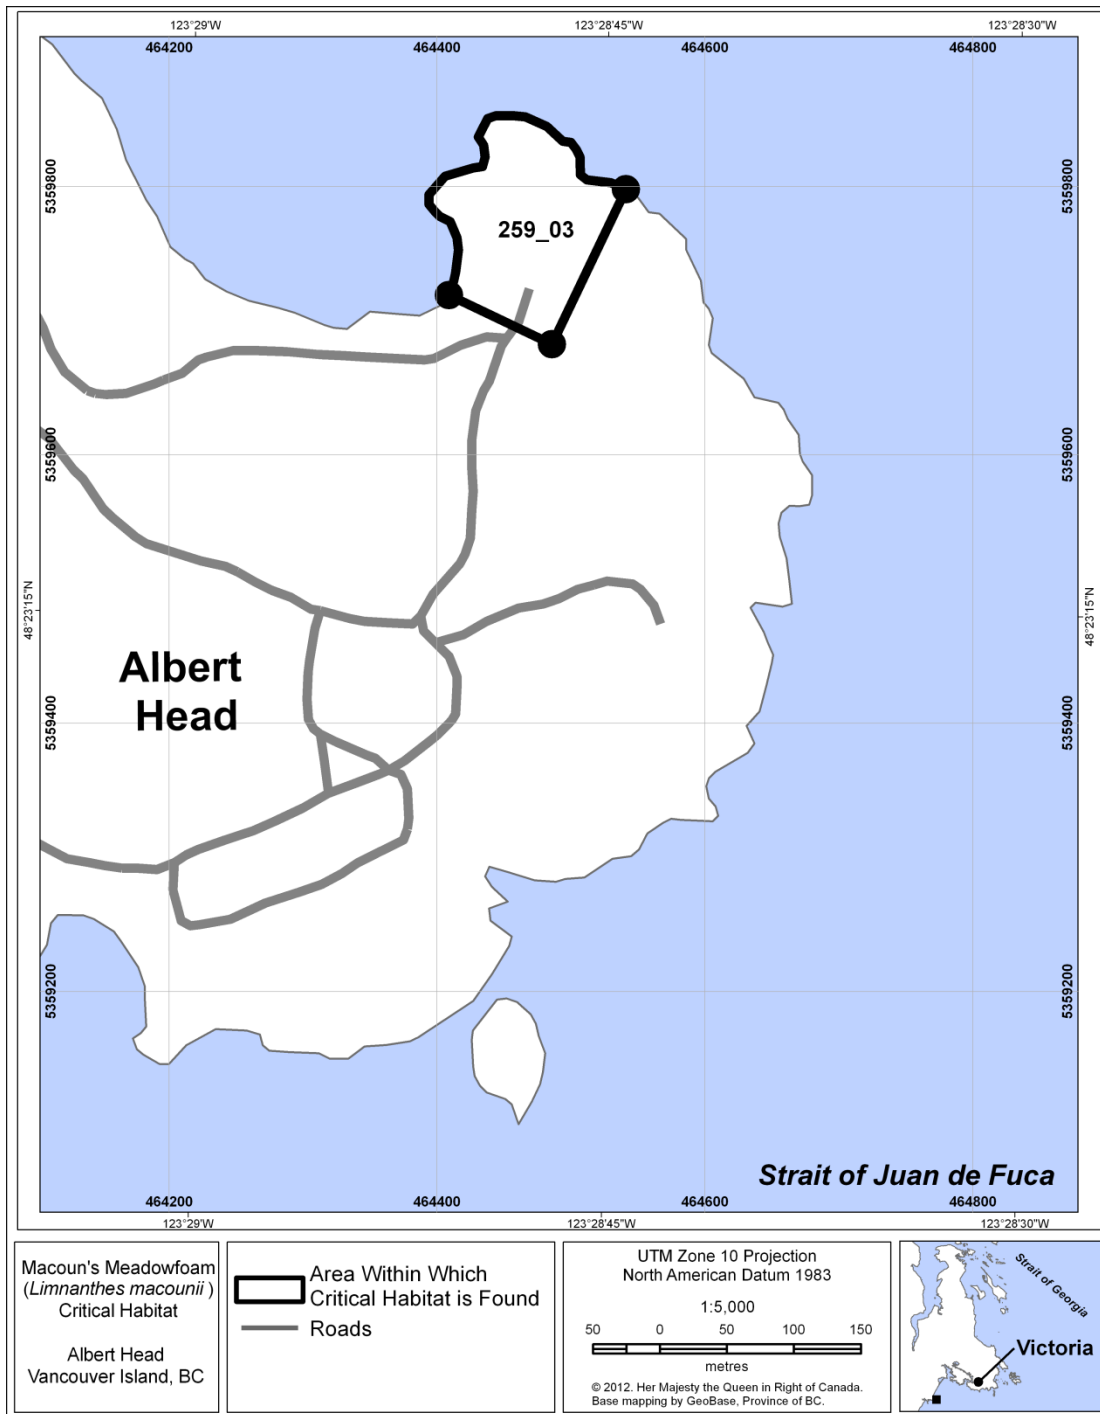 123°29'W 123°28'45"W 123°28'30"W
464200 464400 464600 464800
5359800 5359800
259_03
5359600 5359600
48°23'15"N 48°23'15"N
Albert
Head
5359400 5359400
5359200 5359200
Strait of Juan de Fuca
464200 464400 464600 464800
123°29'W 123°28'45"W 123°28'30"W
Macoun's Meadowfoam
(Limnanthes macounii)
Critical Habitat
Albert Head
Vancouver Island, BC
Area Within Which
Critical Habitat is Found
Roads
UTM Zone 10 Projection
North American Datum 1983
1:5,000
50 0 50 100 150
metres
© 2012. Her Majesty the Queen in Right of Canada.
Base mapping by GeoBase, Province of BC.
Strait of Georgia
Victoria